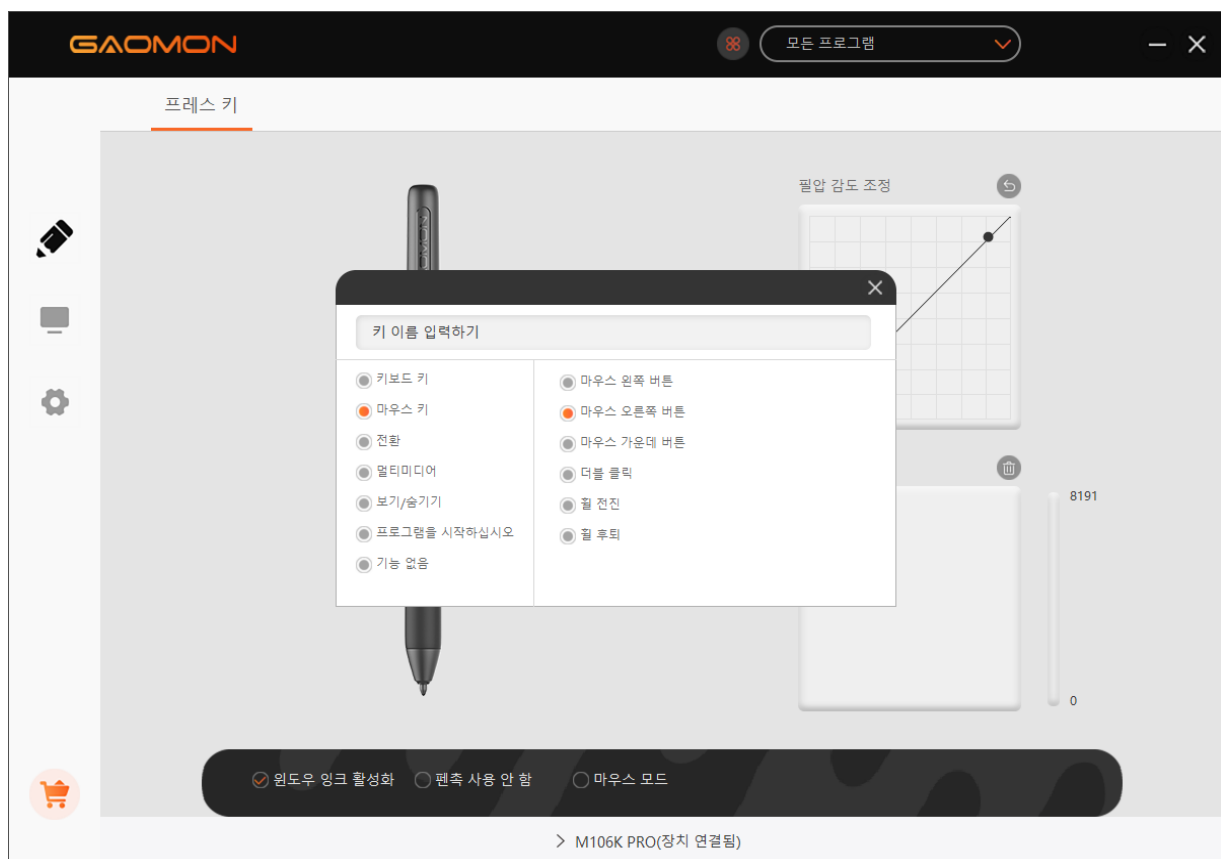 GAOMON
모든 프로그램
프레스 키
필압 감도 조정
GAOMON
키 이름 입력하기
키보드 키
마우스 키
전환
멀티미디어
보기/숨기기
프로그램을 시작하십시오
기능 없음
마우스 왼쪽 버튼
마우스 오른쪽 버튼
마우스 가운데 버튼
더블 클릭
휠 전진
휠 후퇴
8191
0
윈도우 잉크 활성화
펜촉 사용 안 함
마우스 모드
M106K PRO(장치 연결됨)